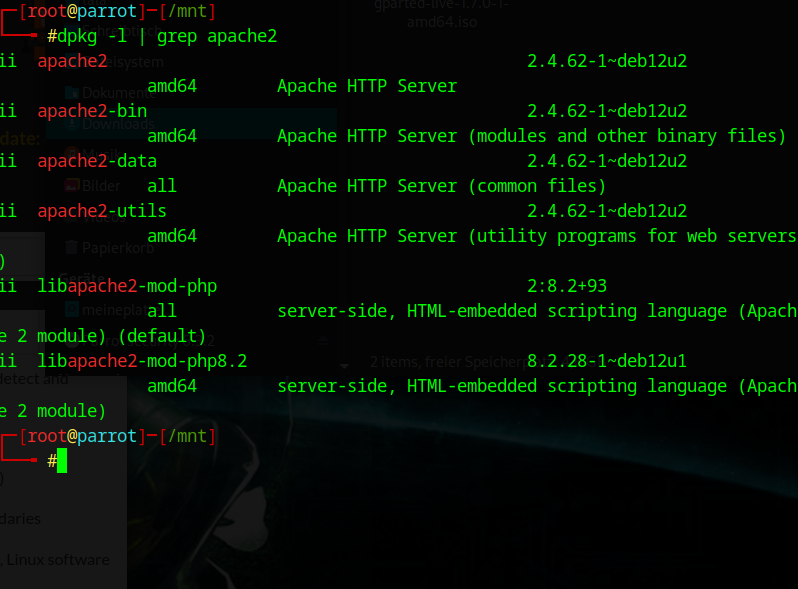 gparted-live-1.7.0-1-
amd64.iso
┌─[root@parrot]─[/mnt]
└──╼ #dpkg -l | grep apache2
ii  apache2 2.4.62-1~deb12u2
amd64 Apache HTTP Server
ii  apache2-bin 2.4.62-1~deb12u2
amd64 Apache HTTP Server (modules and other binary files)
ii  apache2-data 2.4.62-1~deb12u2
all Apache HTTP Server (common files)
ii  apache2-utils 2.4.62-1~deb12u2
amd64 Apache HTTP Server (utility programs for web servers
)
ii  libapache2-mod-php 2:8.2+93
all server-side, HTML-embedded scripting language (Apach
e 2 module) (default)
ii  libapache2-mod-php8.2 8.2.28-1~deb12u1
amd64 server-side, HTML-embedded scripting language (Apach
e 2 module)
┌─[root@parrot]─[/mnt]
└──╼ #
Dokumente
Downloads
Bilder
Papierkorb
Geräte
2 items, freier
date:
detect and
daries
, Linux software